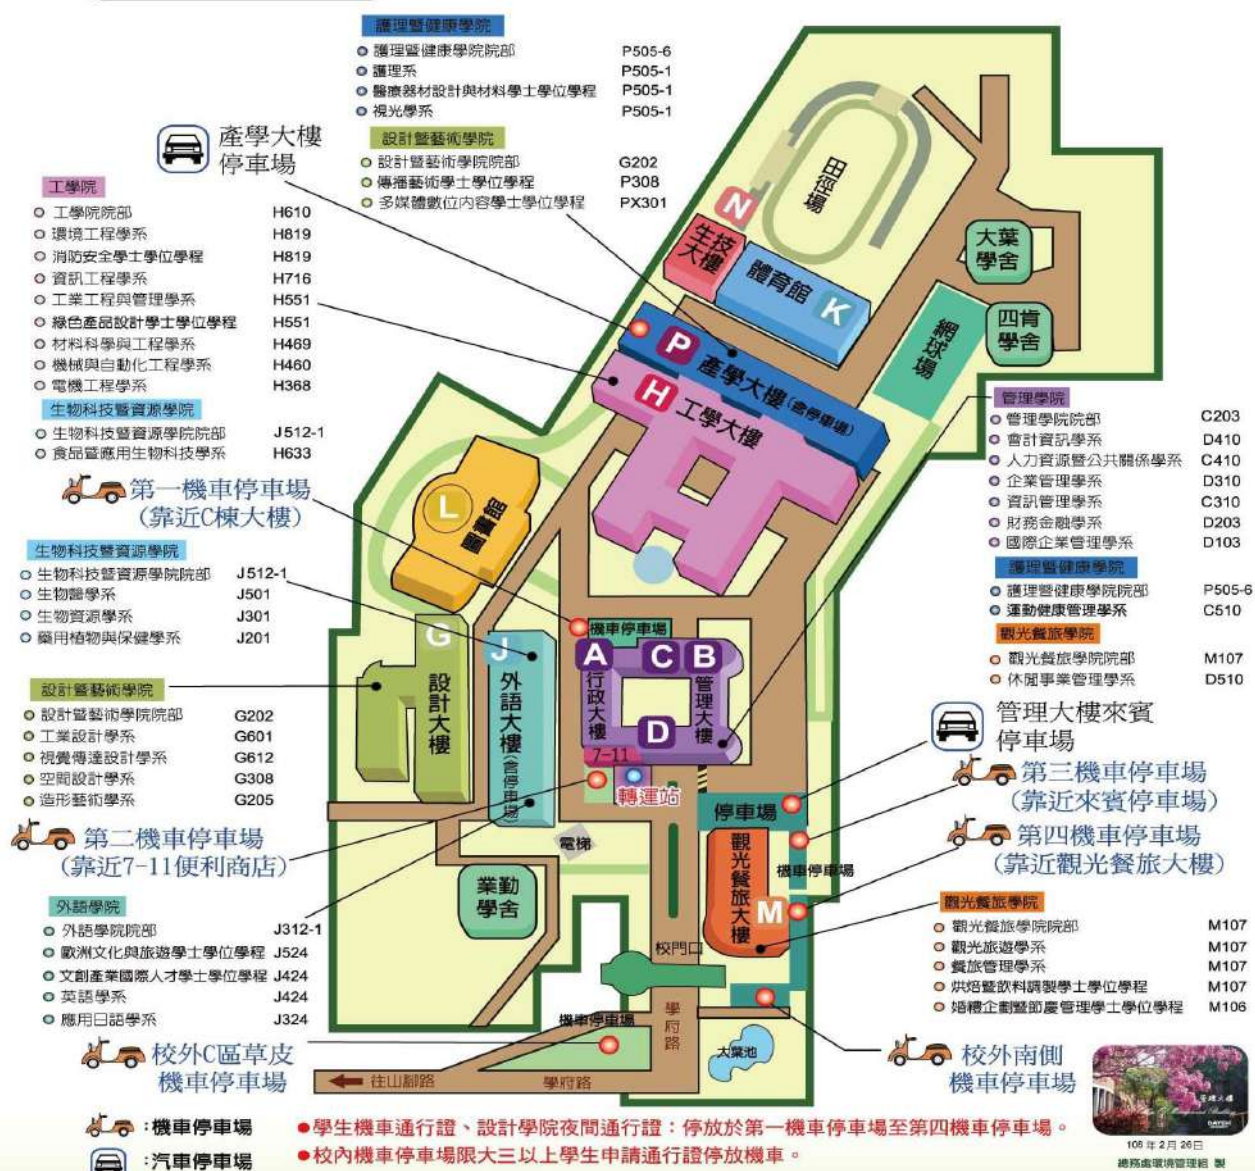 護理暨健康學院
護理暨健康學院院部 P505-6
護理系 P505-1
醫療器材設計與材料學士學位學程 P505-1
視光學系 P505-1
設計暨藝術學院
設計暨藝術學院院部 G202
傳播藝術學士學位學程 P308
多媒體數位內容學士學位學程 PX301
產學大樓
停車場
工學院
工學院院部 H610
環境工程學系 H819
消防安全學士學位學程 H819
資訊工程學系 H716
工業工程與管理學系 H551
綠色產品設計學士學位學程 H551
材料科學與工程學系 H469
機械與自動化工程學系 H460
電機工程學系 H368
生物科技暨資源學院
生物科技暨資源學院院部 J512-1
食品暨應用生物科技學系 H633
第一機車停車場
(靠近C棟大樓)
生物科技暨資源學院
生物科技暨資源學院院部 J512-1
生物醫學系 J501
生物資源學系 J301
藥用植物與保健學系 J201
設計暨藝術學院
設計暨藝術學院院部 G202
工業設計學系 G601
視覺傳達設計學系 G612
空間設計學系 G308
造形藝術學系 G205
第二機車停車場
(靠近7-11便利商店)
外語學院
外語學院院部 J312-1
歐洲文化與旅遊學士學位學程 J524
文創產業國際人才學士學位學程 J424
英語學系 J424
應用日語學系 J324
校外C區草皮
機車停車場
田徑場
N
生技大樓
體育館
K
大葉學舍
四肯學舍
網球場
P
產學大樓(含停車場)
H
工學大樓
L
圖書館
G
設計大樓
J
外語大樓(含停車場)
機車停車場
A
行政大樓
C
B
管理大樓
D
7-11
轉運站
電梯
業勤學舍
停車場
觀光餐旅大樓
M
機車停車場
校門口
機車停車場
學府路
大葉池
往山腳路
學府路
管理學院
管理學院院部 C203
會計資訊學系 D410
人力資源暨公共關係學系 C410
企業管理學系 D310
資訊管理學系 C310
財務金融學系 D203
國際企業管理學系 D103
護理暨健康學院
護理暨健康學院院部 P505-6
運動健康管理學系 C510
觀光餐旅學院
觀光餐旅學院院部 M107
休閒事業管理學系 D510
管理大樓來賓
停車場
第三機車停車場
(靠近來賓停車場)
第四機車停車場
(靠近觀光餐旅大樓)
觀光餐旅學院
觀光餐旅學院院部 M107
觀光旅遊學系 M107
餐旅管理學系 M107
烘焙暨飲料調製學士學位學程 M107
婚禮企劃暨節慶管理學士學位學程 M106
校外南側
機車停車場
:機車停車場
:汽車停車場
●學生機車通行證、設計學院夜間通行證：停放於第一機車停車場至第四機車停車場。
●校內機車停車場限大三以上學生申請通行證停放機車。
管理大樓
108年2月26日
總務處環境管理組 製